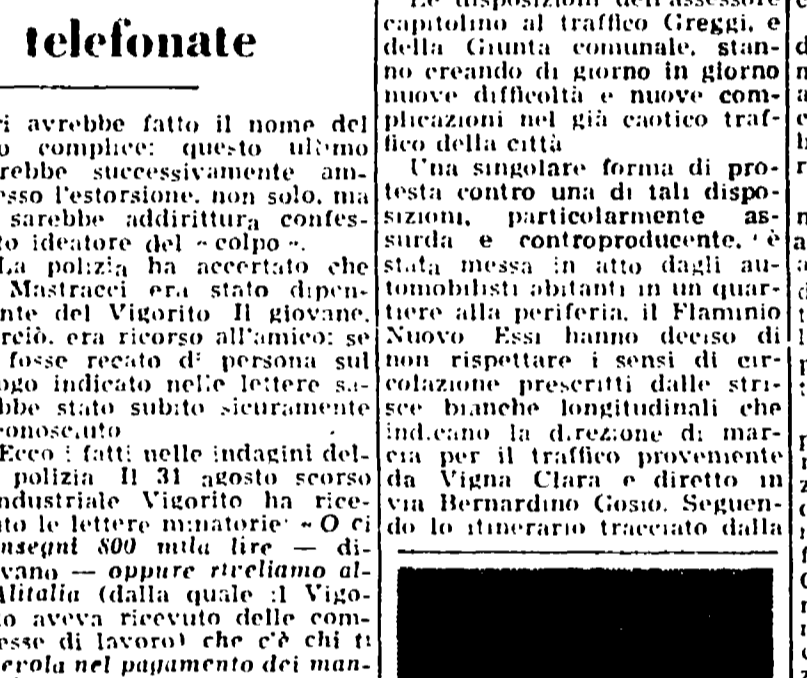 telefonate
ri avrebbe fatto il nome del
o complice: questo ultimo
rebbe successivamente am-
esso l'estorsione, non solo, ma
sarebbe addirittura confes-
to ideatore del « colpo ».
La polizia ha accertato che
Mastracci era stato dipen-
nte del Vigorito Il giovane,
erciò, era ricorso all'amico: se
fosse recato di persona sul
ogo indicato nelle lettere sa-
bbe stato subito sicuramente
conosciuto
Ecco i fatti nelle indagini del-
polizia Il 31 agosto scorso
ndustriale Vigorito ha rice-
uto le lettere minatorie: « O ci
nsegni 800 mila lire — di-
vano — oppure riveliamo al-
Alitalia (dalla quale il Vigo-
to aveva ricevuto delle com-
esse di lavoro) che c'è chi ti
erola nel pagamento dei man-
Le disposizioni dell'assessore
capitolino al traffico Greggi, e
della Giunta comunale, stan-
no creando di giorno in giorno
nuove difficoltà e nuove com-
plicazioni nel già caotico traf-
fico della città
Una singolare forma di pro-
testa contro una di tali dispo-
sizioni, particolarmente as-
surda e controproducente, è
stata messa in atto dagli au-
tomobilisti abitanti in un quar-
tiere alla periferia, il Flaminio
Nuovo Essi hanno deciso di
non rispettare i sensi di cir-
colazione prescritti dalle stri-
sce bianche longitudinali che
indicano la direzione di mar-
cia per il traffico proveniente
da Vigna Clara e diretto in
via Bernardino Gosio. Seguen-
do lo itinerario tracciato dalla